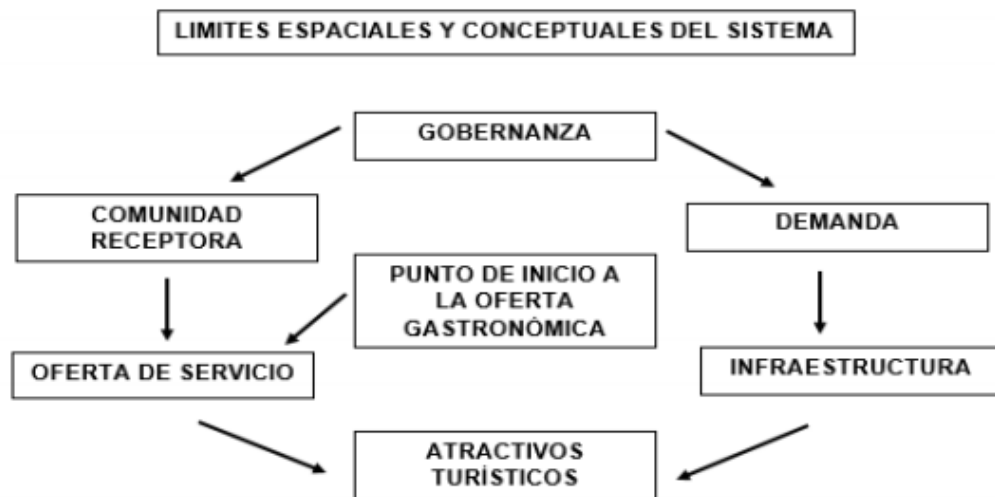 LIMITES ESPACIALES Y CONCEPTUALES DEL SISTEMA
GOBERNANZA
COMUNIDAD
RECEPTORA
DEMANDA
PUNTO DE INICIO A
LA OFERTA
GASTRONÓMICA
OFERTA DE SERVICIO
INFRAESTRUCTURA
ATRACTIVOS
TURÍSTICOS